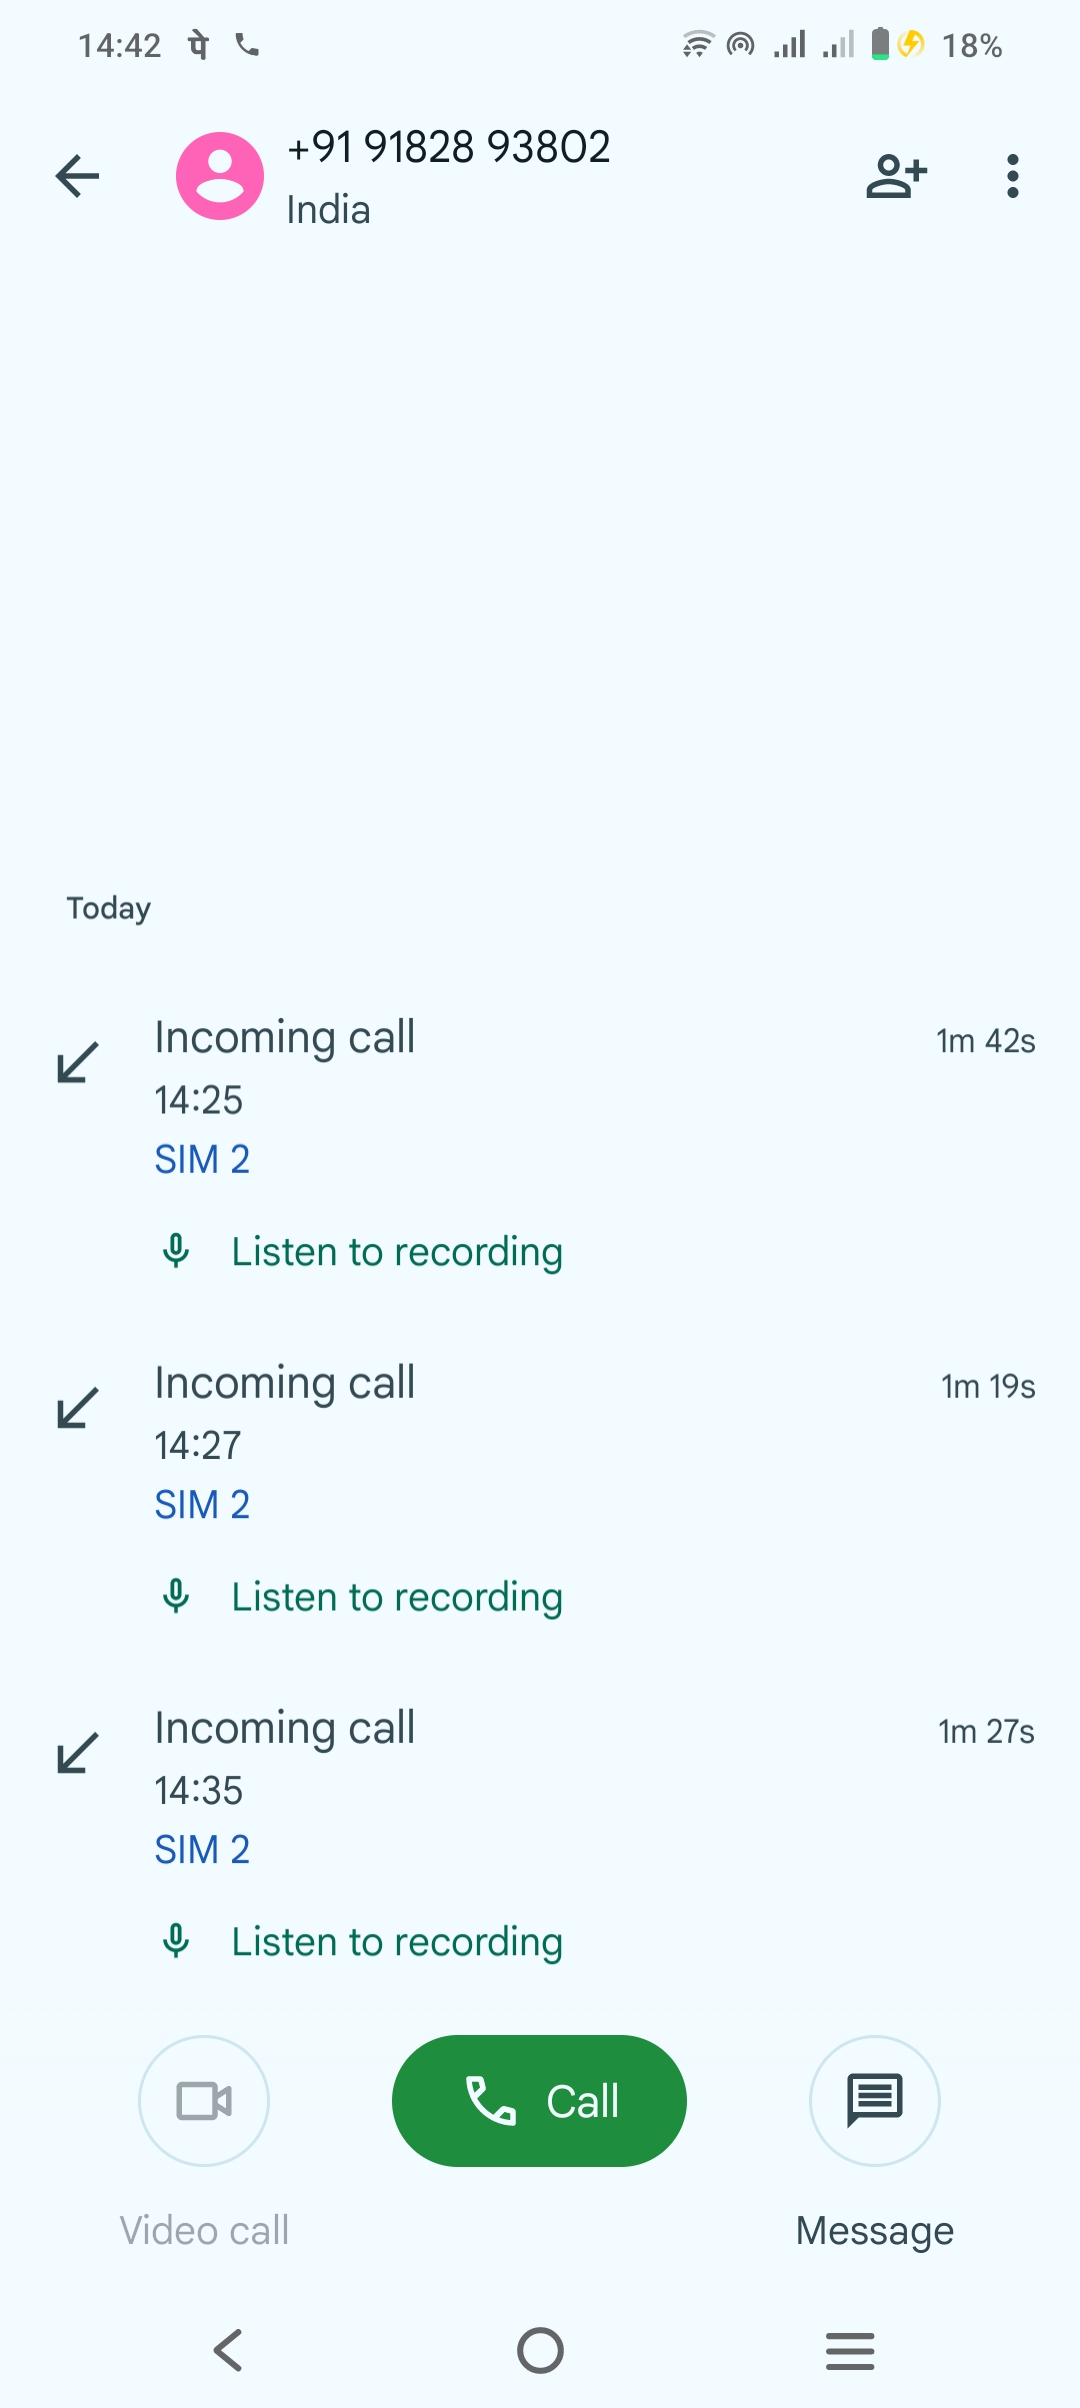 14:42 पे 18%
+91 91828 93802
India
Today
Incoming call 1m 42s
14:25
SIM 2
Listen to recording
Incoming call 1m 19s
14:27
SIM 2
Listen to recording
Incoming call 1m 27s
14:35
SIM 2
Listen to recording
Call
Video call Message